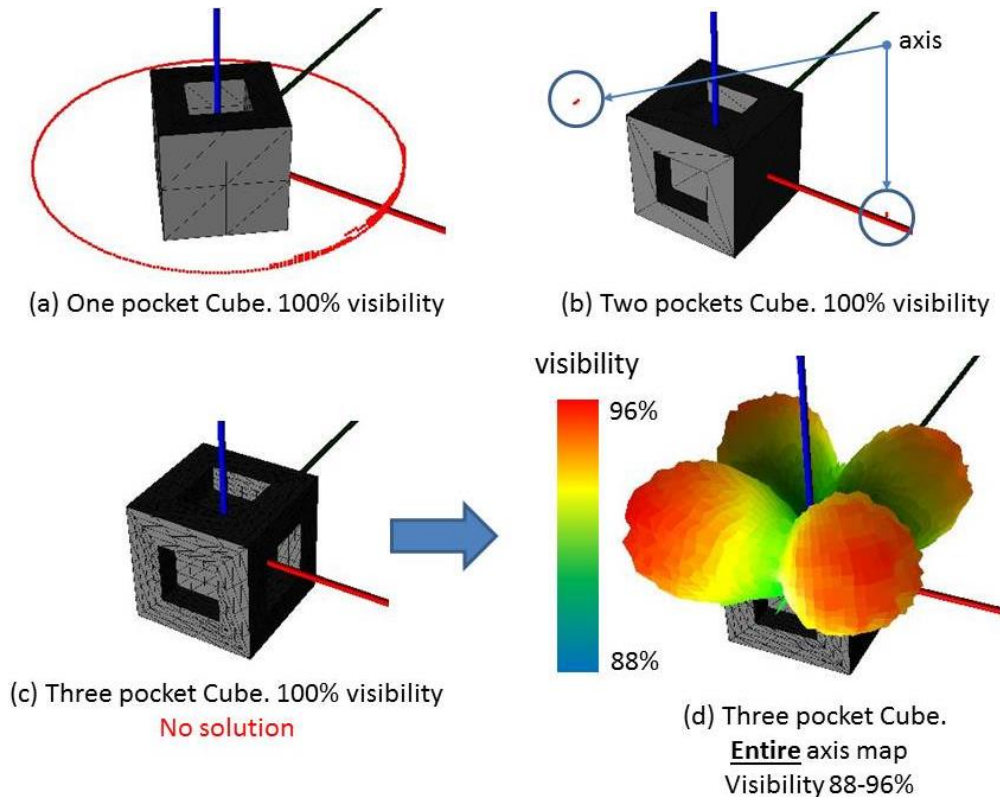 axis
(a) One pocket Cube. 100% visibility
(b) Two pockets Cube. 100% visibility
visibility
96%
88%
(c) Three pocket Cube. 100% visibility
No solution
(d) Three pocket Cube.
Entire axis map
Visibility 88-96%